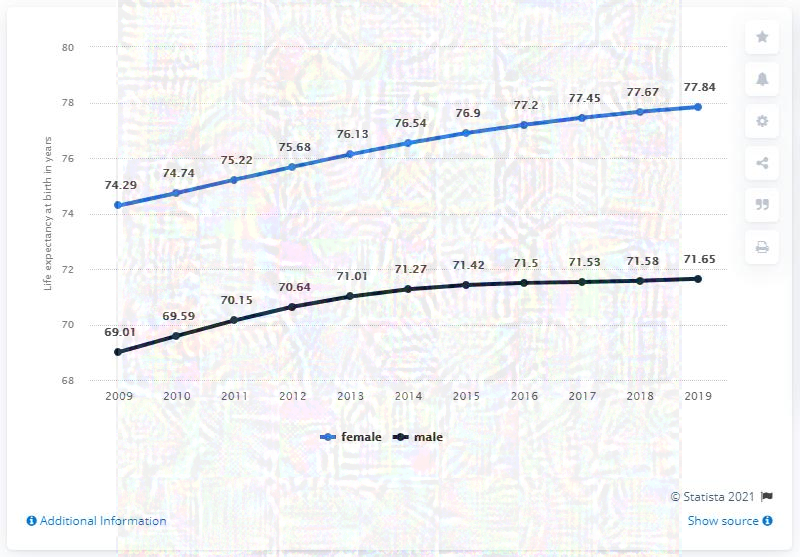 80
78
76
74
72
70
68
Life expectancy at birth in years
74.29 74.74 75.22 75.68 76.13 76.54 76.9 77.2 77.45 77.67 77.84
69.01 69.59 70.15 70.64 71.01 71.27 71.42 71.5 71.53 71.58 71.65
2009 2010 2011 2012 2013 2014 2015 2016 2017 2018 2019
female male
© Statista 2021
Additional Information Show source